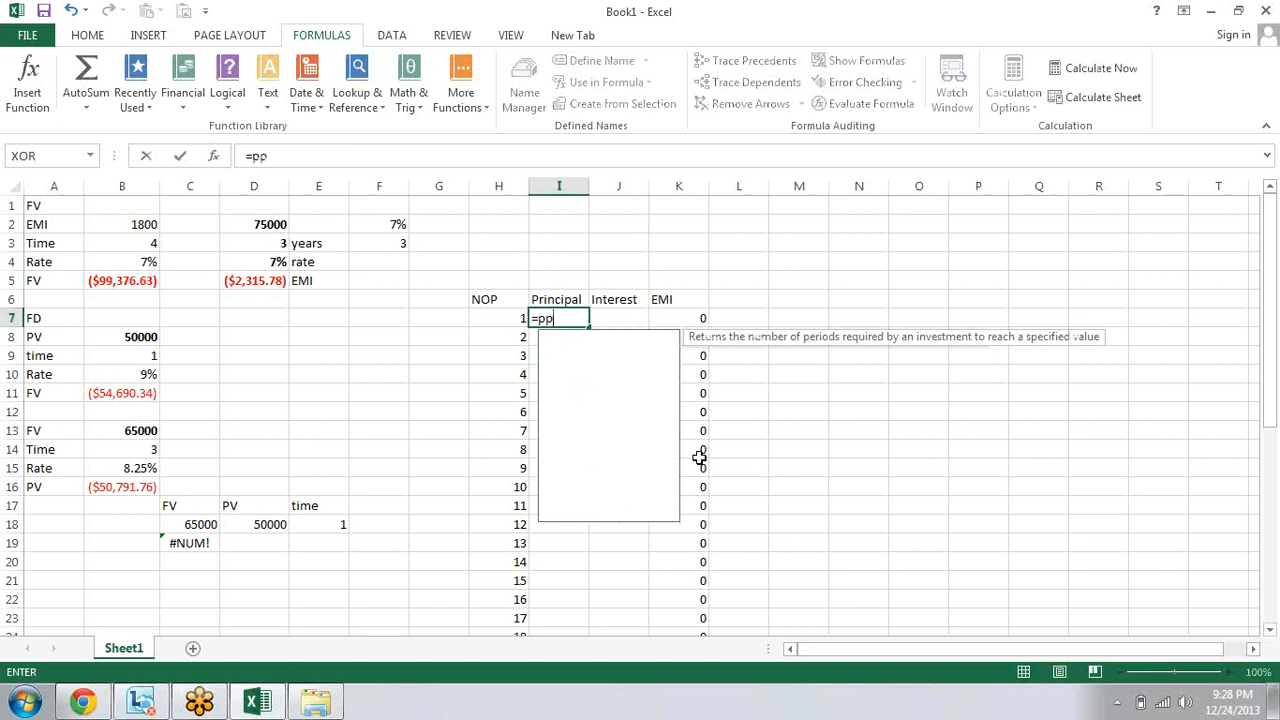 Book1 - Excel
? 
FILE HOME INSERT PAGE LAYOUT FORMULAS DATA REVIEW VIEW New Tab Sign in
fx Insert Function
Σ AutoSum
Recently Used
Financial
Logical
? 
A Text
Date & Time
Lookup & Reference
θ Math & Trig
More Functions
Function Library
Name Manager
Define Name
Use in Formula
Create from Selection
Defined Names
Trace Precedents
Trace Dependents
Remove Arrows
Show Formulas
Error Checking
Evaluate Formula
Formula Auditing
Watch Window
Calculation Options
Calculate Now
Calculate Sheet
Calculation
XOR fx =pp
A B C D E F G H I J K L M N O P Q R S T
1 FV
2 EMI 1800 75000 7%
3 Time 4 3 years 3
4 Rate 7% 7% rate
5 FV ($99,376.63) ($2,315.78) EMI
6 NOP Principal Interest EMI
7 FD 1 =pp 0
8 PV 50000 2 Returns the number of periods required by an investment to reach a specified value
9 time 1 3 0
10 Rate 9% 4 0
11 FV ($54,690.34) 5 0
12 6 0
13 FV 65000 7 0
14 Time 3 8 0
15 Rate 8.25% 9 0
16 PV ($50,791.76) 10 0
17 FV PV time 11 0
18 65000 50000 1 12 0
19 #NUM! 13 0
20 14 0
21 15 0
22 16 0
23 17 0
24 18 0
Sheet1
ENTER 100%
9:28 PM
12/24/2013